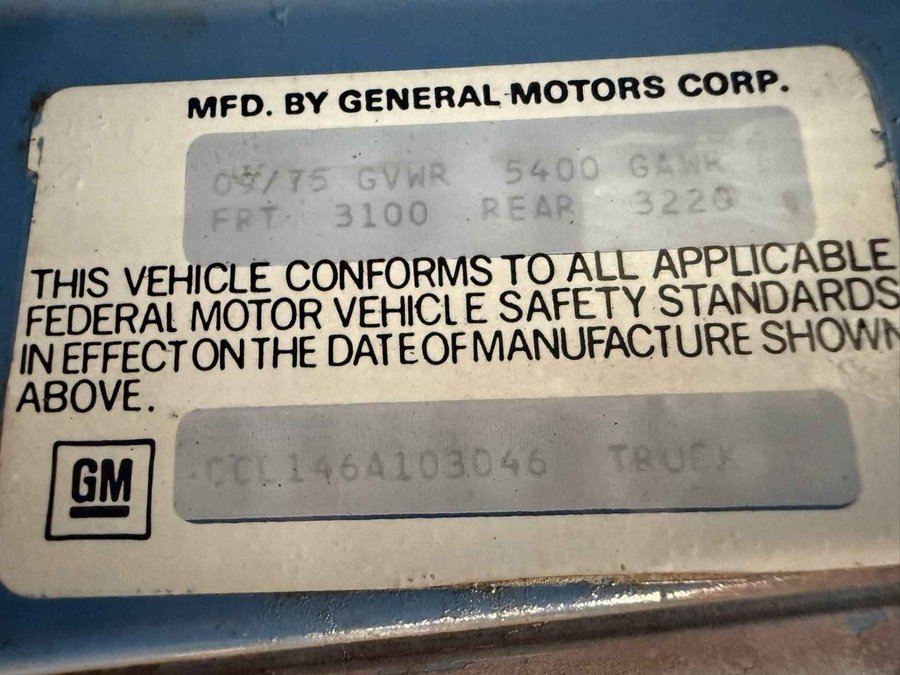 MFD. BY GENERAL MOTORS CORP.
09/75 GVWR 5400 GAWR
FRT 3100 REAR 3220
THIS VEHICLE CONFORMS TO ALL APPLICABLE
FEDERAL MOTOR VEHICLE SAFETY STANDARDS
IN EFFECT ON THE DATE OF MANUFACTURE SHOWN
ABOVE.
GM
CCL146A103046 TRUCK